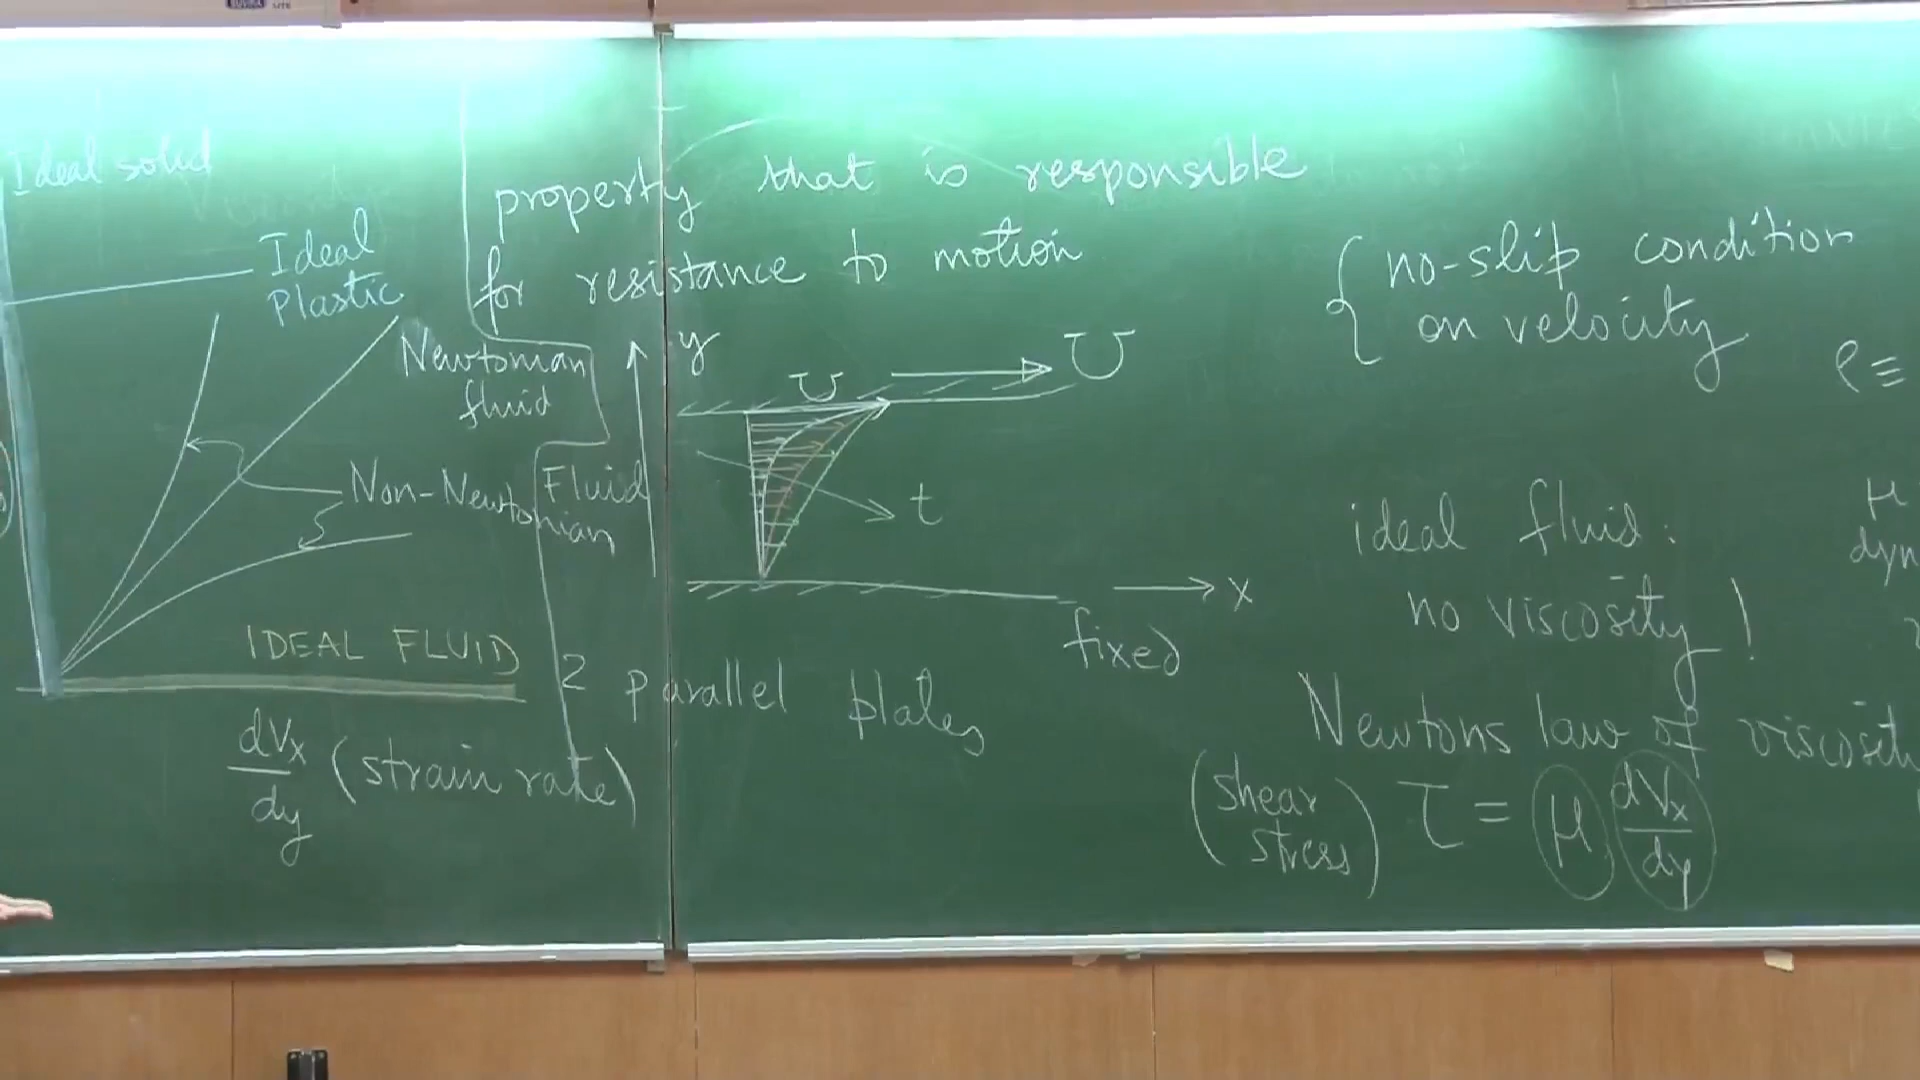 Ideal solid
Ideal
Plastic
Newtonian
fluid
Non-Newtonian
IDEAL FLUID
dVx
dy
(strain rate)
property that is responsible
for resistance to motion
y
U
U
Fluid
t
x
fixed
2 parallel plates
{ no-slip condition
on velocity
ρ ≡
ideal fluid:
no viscosity!
μ
dyn
Newtons law of viscosit
(shear
stress) τ = μ dVx
dy